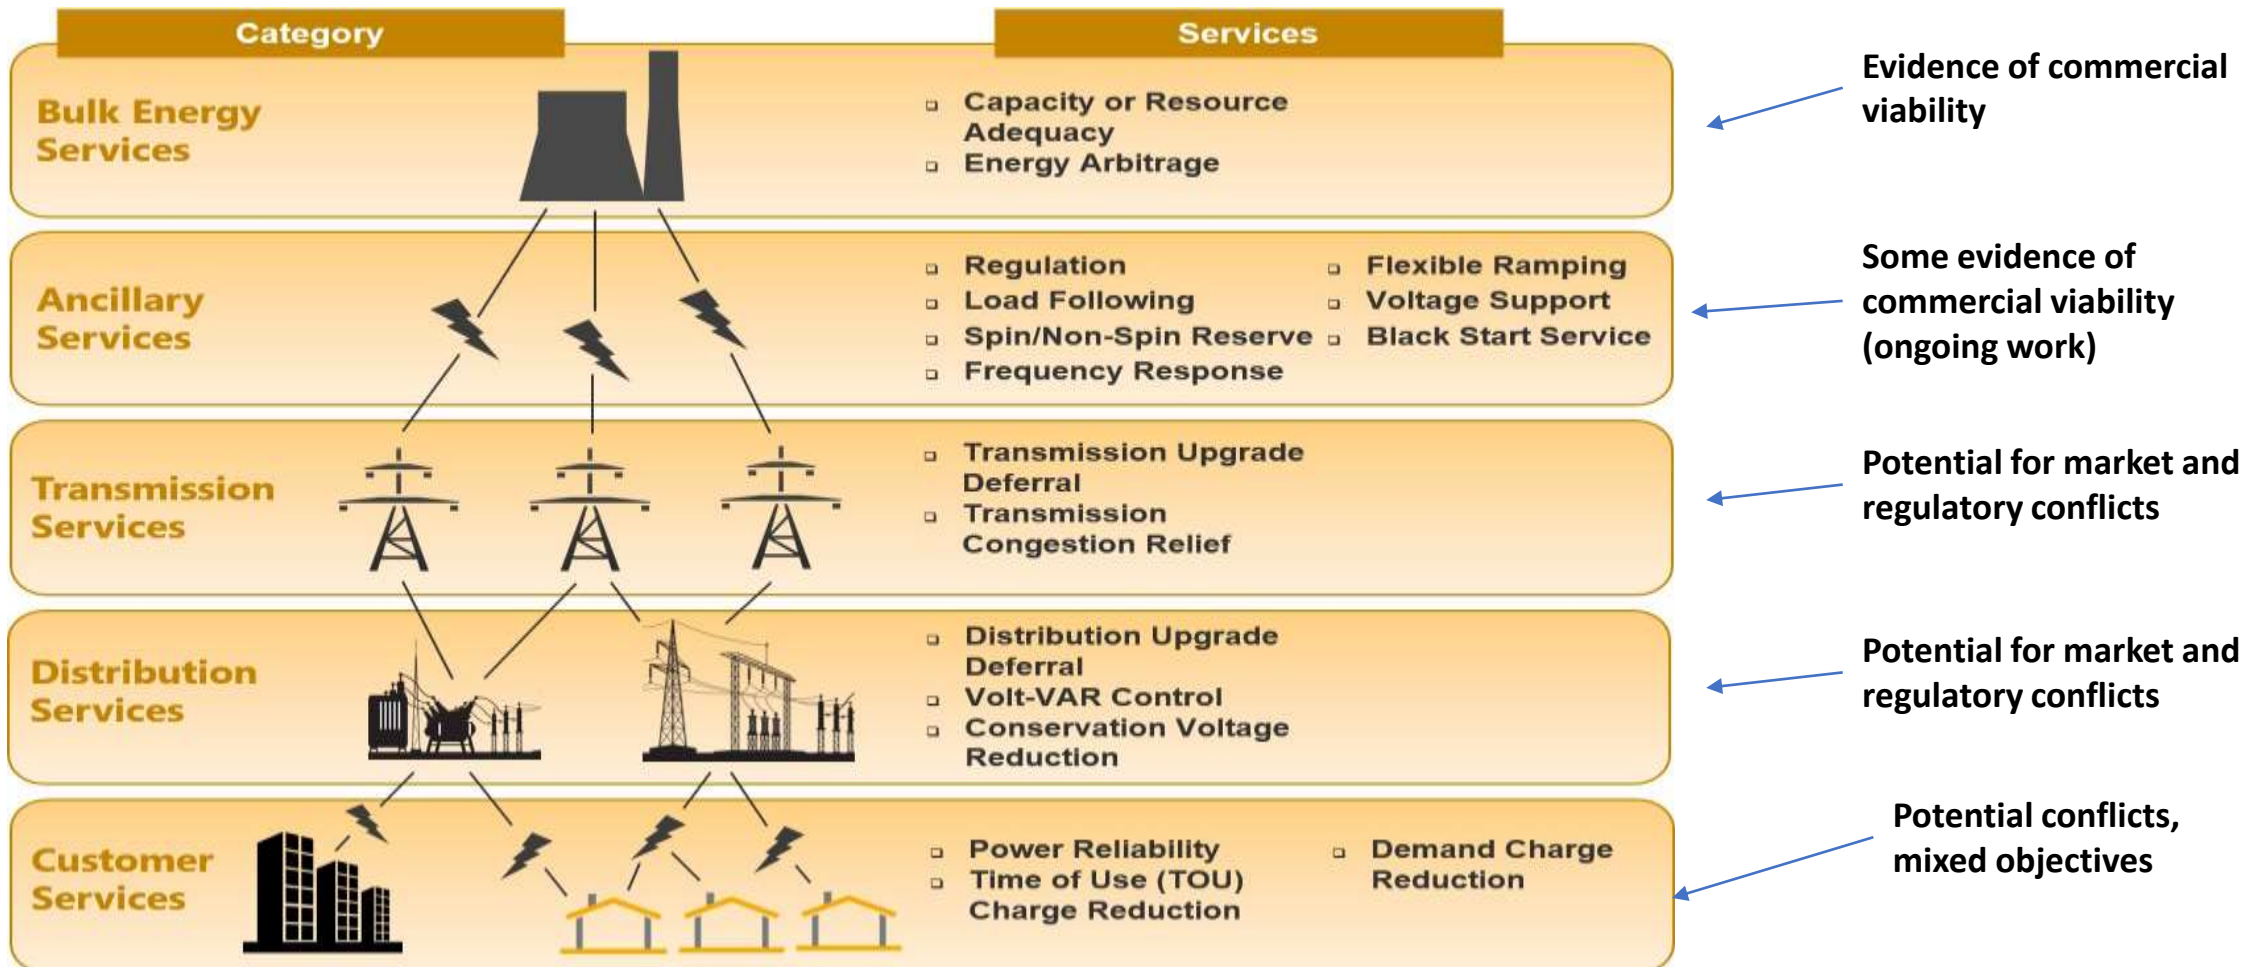 Category
Services
Bulk Energy
Services
Capacity or Resource
Adequacy
Energy Arbitrage
Evidence of commercial
viability
Ancillary
Services
Regulation
Load Following
Spin/Non-Spin Reserve
Frequency Response
Flexible Ramping
Voltage Support
Black Start Service
Some evidence of
commercial viability
(ongoing work)
Transmission
Services
Transmission Upgrade
Deferral
Transmission
Congestion Relief
Potential for market and
regulatory conflicts
Distribution
Services
Distribution Upgrade
Deferral
Volt-VAR Control
Conservation Voltage
Reduction
Potential for market and
regulatory conflicts
Customer
Services
Power Reliability
Time of Use (TOU)
Charge Reduction
Demand Charge
Reduction
Potential conflicts,
mixed objectives